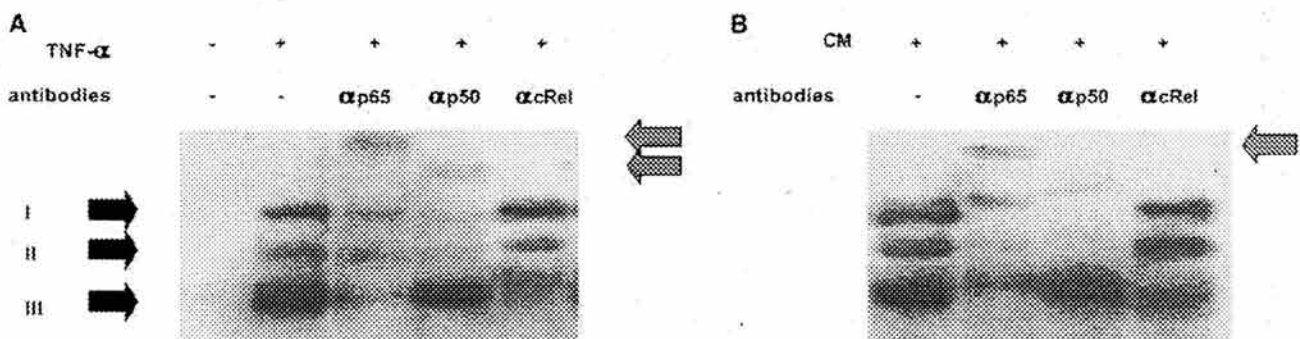 A
TNF-α - + + + +
antibodies - - αp65 αp50 αcRel
I
II
III
B
CM + + + +
antibodies - αp65 αp50 αcRel